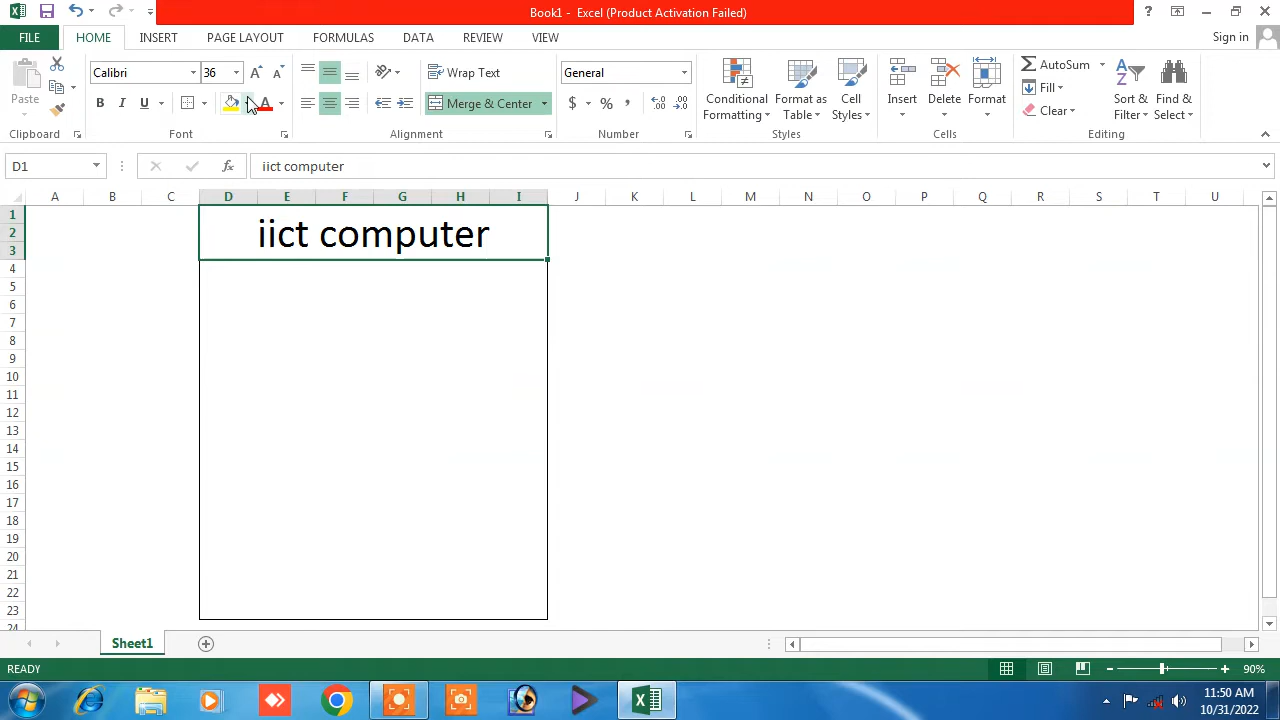 Book1 - Excel (Product Activation Failed)
Sign in
FILE HOME INSERT PAGE LAYOUT FORMULAS DATA REVIEW VIEW
Paste
Calibri 36
B I U A
Wrap Text
Merge & Center
General
$ % ,
Conditional Formatting
Format as Table
Cell Styles
Insert Delete Format
AutoSum
Fill
Clear
Sort & Filter
Find & Select
Clipboard Font Alignment Number Styles Cells Editing
D1 fx iict computer
A B C D E F G H I J K L M N O P Q R S T U
1
2
3
iict computer
4
5
6
7
8
9
10
11
12
13
14
15
16
17
18
19
20
21
22
23
24
Sheet1
READY 90%
11:50 AM
10/31/2022